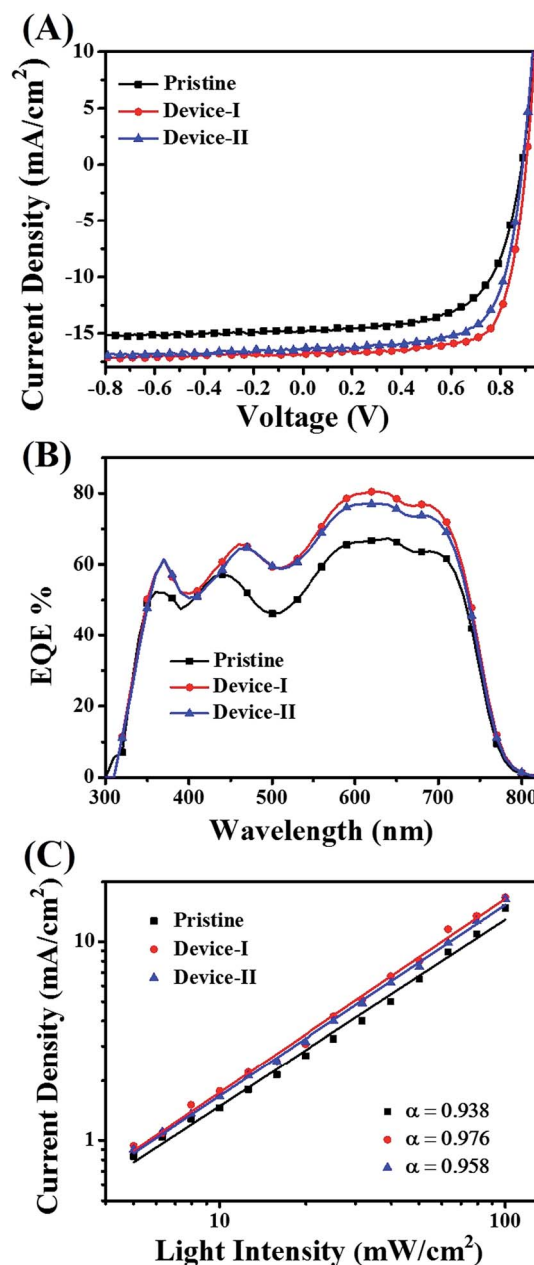 (A)
Current Density (mA/cm²)
10
5
0
-5
-10
-15
Pristine
Device-I
Device-II
-0.8 -0.6 -0.4 -0.2 0.0 0.2 0.4 0.6 0.8
Voltage (V)
(B)
EQE %
80
60
40
20
0
Pristine
Device-I
Device-II
300 400 500 600 700 800
Wavelength (nm)
(C)
Current Density (mA/cm²)
10
1
Pristine
Device-I
Device-II
α = 0.938
α = 0.976
α = 0.958
10 100
Light Intensity (mW/cm²)